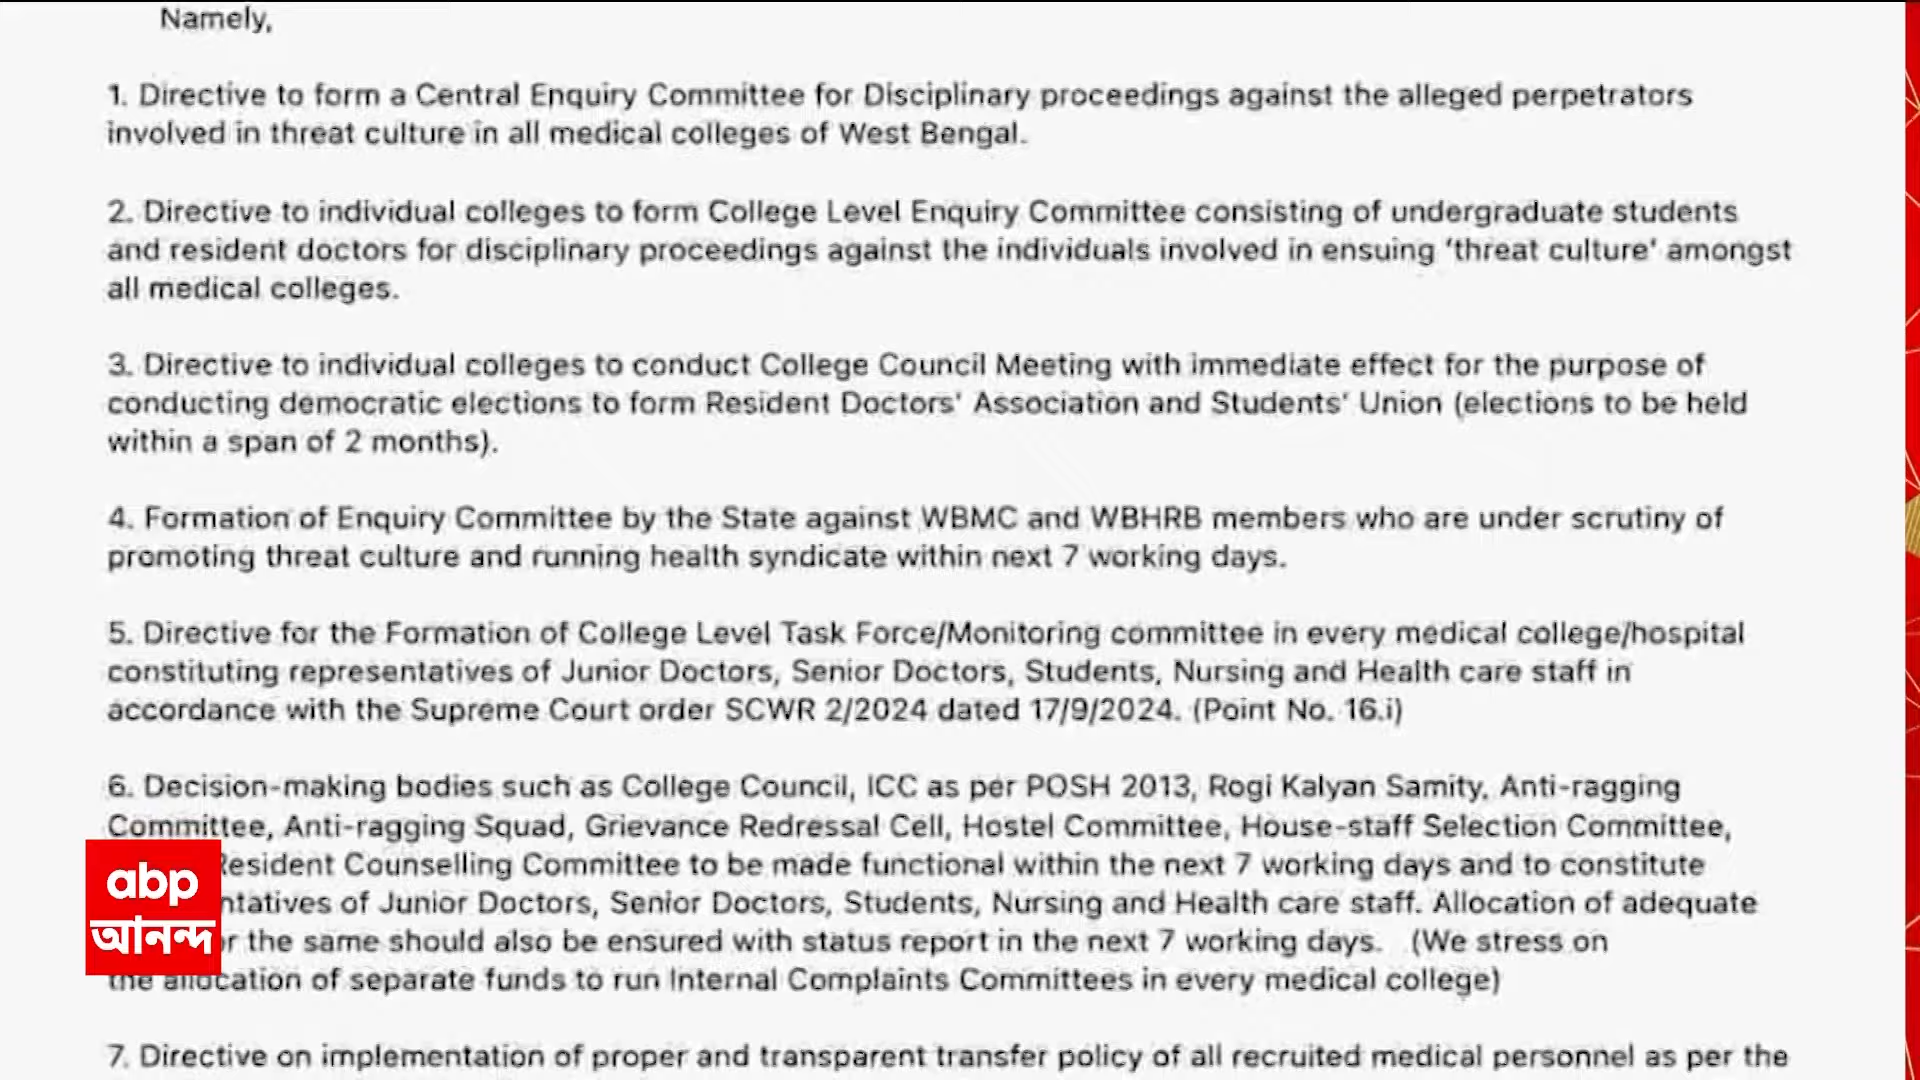 Namely,
1. Directive to form a Central Enquiry Committee for Disciplinary proceedings against the alleged perpetrators
involved in threat culture in all medical colleges of West Bengal.
2. Directive to individual colleges to form College Level Enquiry Committee consisting of undergraduate students
and resident doctors for disciplinary proceedings against the individuals involved in ensuing ‘threat culture’ amongst
all medical colleges.
3. Directive to individual colleges to conduct College Council Meeting with immediate effect for the purpose of
conducting democratic elections to form Resident Doctors’ Association and Students’ Union (elections to be held
within a span of 2 months).
4. Formation of Enquiry Committee by the State against WBMC and WBHRB members who are under scrutiny of
promoting threat culture and running health syndicate within next 7 working days.
5. Directive for the Formation of College Level Task Force/Monitoring committee in every medical college/hospital
constituting representatives of Junior Doctors, Senior Doctors, Students, Nursing and Health care staff in
accordance with the Supreme Court order SCWR 2/2024 dated 17/9/2024. (Point No. 16.i)
6. Decision-making bodies such as College Council, ICC as per POSH 2013, Rogi Kalyan Samity, Anti-ragging
Committee, Anti-ragging Squad, Grievance Redressal Cell, Hostel Committee, House-staff Selection Committee,
Resident Counselling Committee to be made functional within the next 7 working days and to constitute
of Junior Doctors, Senior Doctors, Students, Nursing and Health care staff. Allocation of adequate
the same should also be ensured with status report in the next 7 working days. (We stress on
the allocation of separate funds to run Internal Complaints Committees in every medical college)
7. Directive on implementation of proper and transparent transfer policy of all recruited medical personnel as per the
abp
আনন্দ